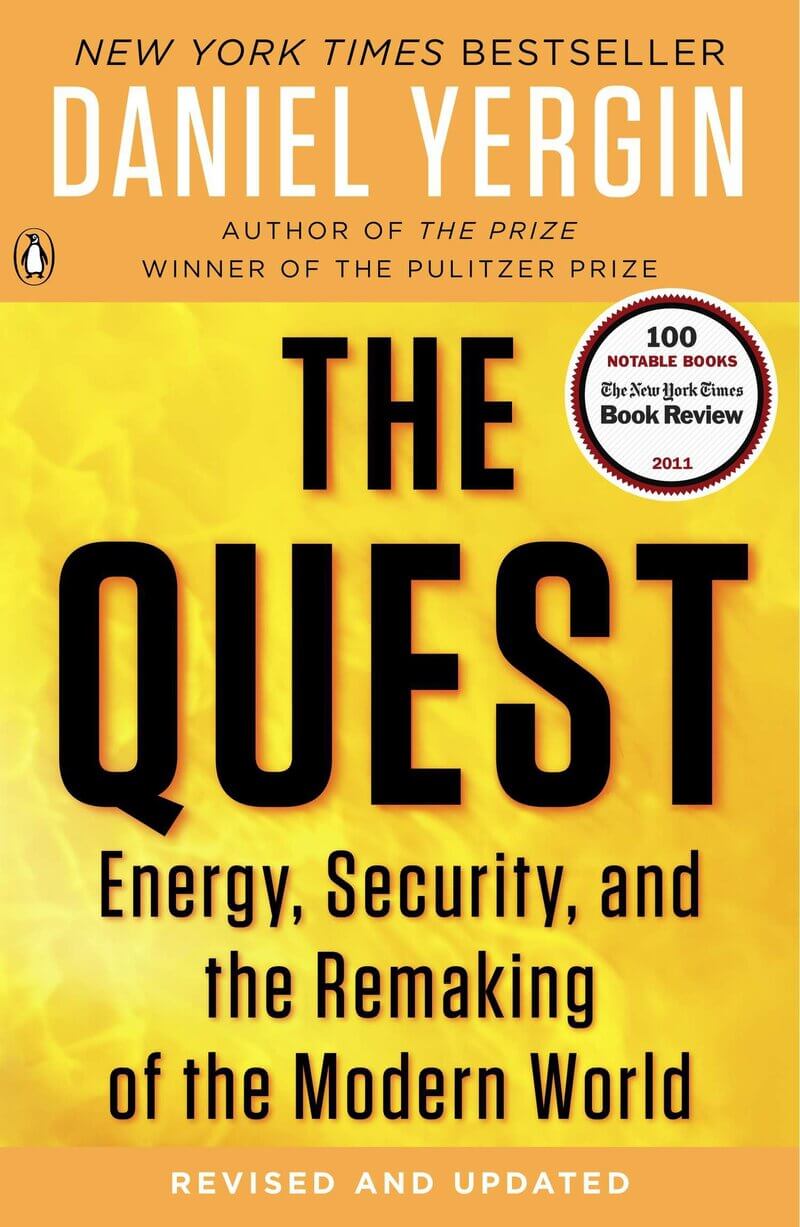 NEW YORK TIMES BESTSELLER
DANIEL YERGIN
AUTHOR OF THE PRIZE
WINNER OF THE PULITZER PRIZE
100
NOTABLE BOOKS
The New York Times
Book Review
2011
THE
QUEST
Energy, Security, and
the Remaking
of the Modern World
REVISED AND UPDATED